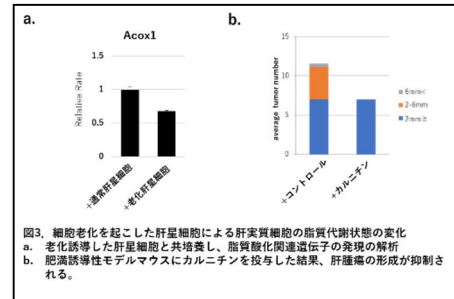 a.
b.
Acox1
Relative Rate
1.5
1
0.5
0
+通常肝星細胞
+老化肝星細胞
average tumor number
15
10
5
0
+コントロール
+カルニチン
6mm<
2-6mm
2mm≥
図3. 細胞老化を起こした肝星細胞による肝実質細胞の脂質代謝状態の変化
a. 老化誘導した肝星細胞と共培養し、脂質酸化関連遺伝子の発現の解析
b. 肥満誘導性モデルマウスにカルニチンを投与した結果、肝腫瘍の形成が抑制さ
れる。